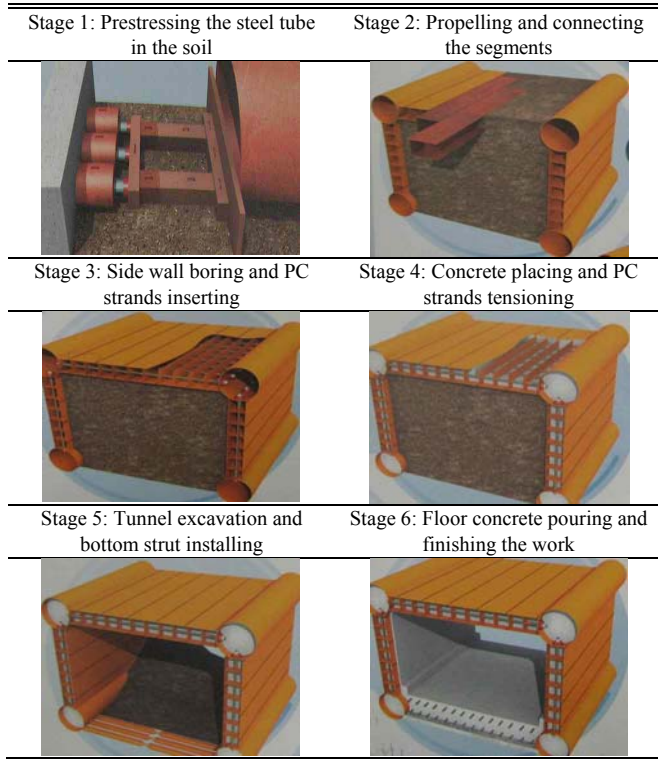 Stage 1: Prestressing the steel tube
in the soil
Stage 2: Propelling and connecting
the segments
Stage 3: Side wall boring and PC
strands inserting
Stage 4: Concrete placing and PC
strands tensioning
Stage 5: Tunnel excavation and
bottom strut installing
Stage 6: Floor concrete pouring and
finishing the work